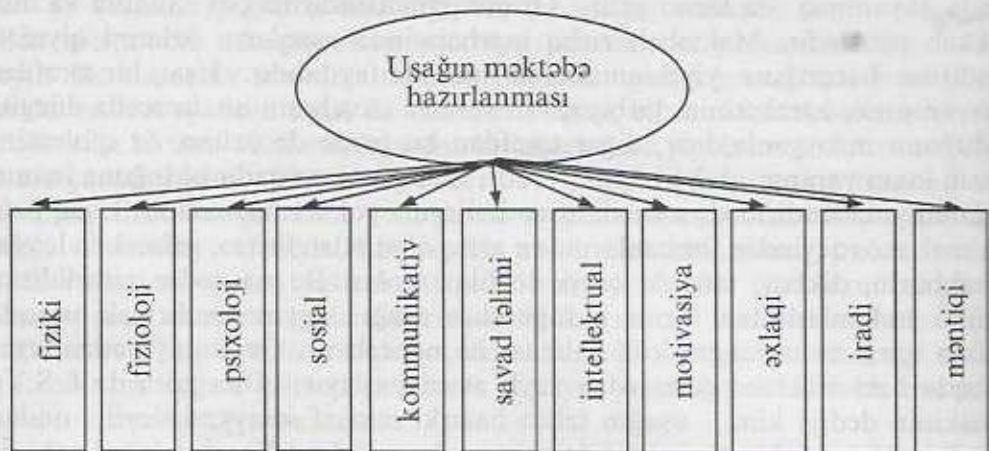 Uşağın məktəbə
hazırlanması
fiziki
fizioloji
psixoloji
sosial
kommunikativ
savad təlimi
intellektual
motivasiya
əxlaqi
iradi
məntiqi